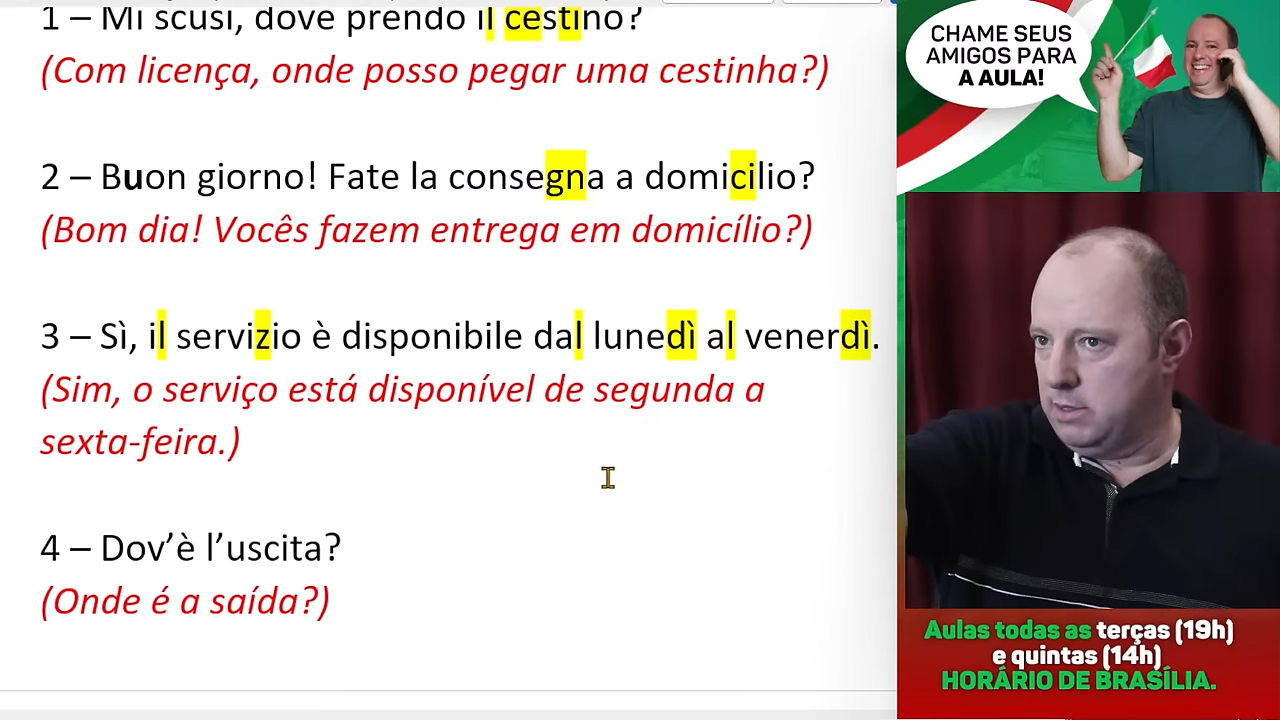 1 – Mi scusi, dove prendo il cestino?
(Com licença, onde posso pegar uma cestinha?)
2 – Buon giorno! Fate la consegna a domicilio?
(Bom dia! Vocês fazem entrega em domicílio?)
3 – Sì, il servizio è disponibile dal lunedì al venerdì.
(Sim, o serviço está disponível de segunda a
sexta-feira.)
4 – Dov’è l’uscita?
(Onde é a saída?)
CHAME SEUS
AMIGOS PARA
A AULA!
Aulas todas as terças (19h)
e quintas (14h)
HORÁRIO DE BRASÍLIA.